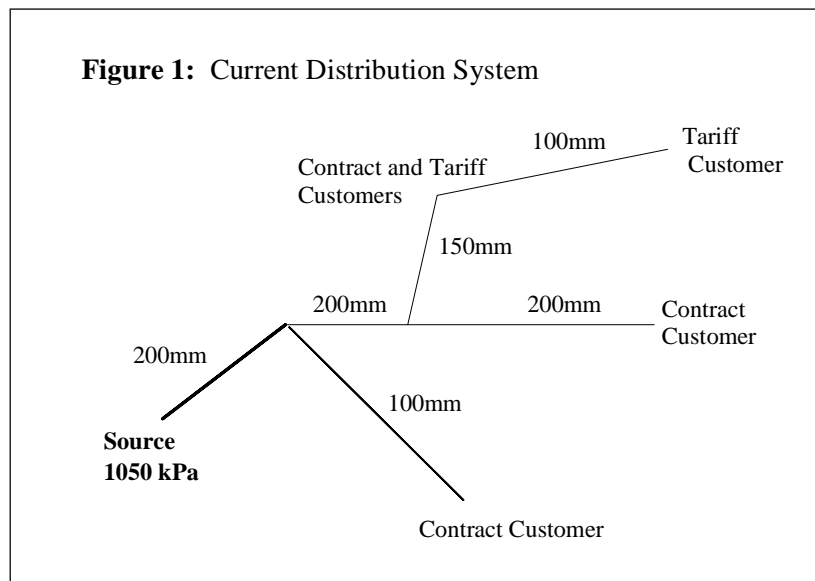 Figure 1: Current Distribution System
100mm
Tariff
Customer
Contract and Tariff
Customers
150mm
200mm
200mm
Contract
Customer
200mm
100mm
Source
1050 kPa
Contract Customer